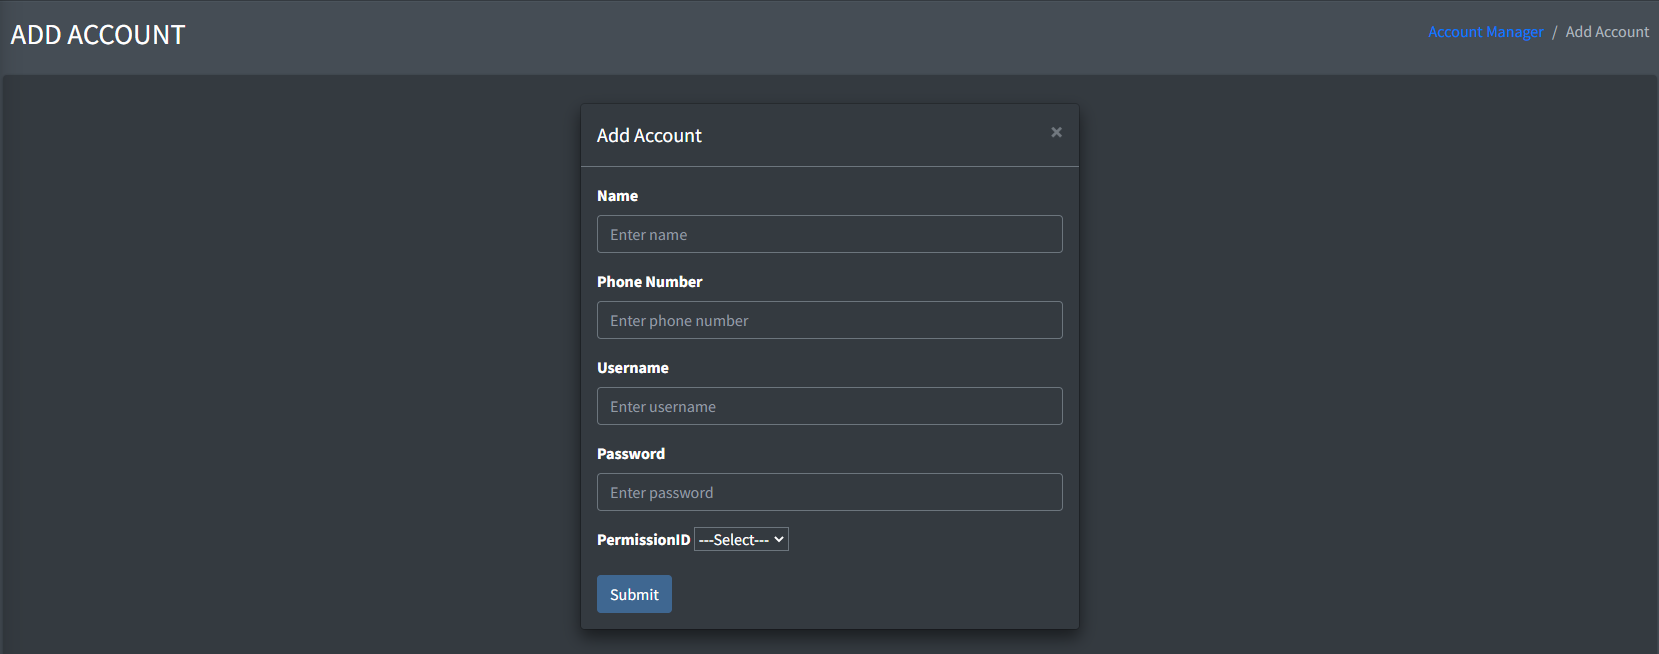 ADD ACCOUNT
Account Manager / Add Account
Add Account ×
Name
Enter name
Phone Number
Enter phone number
Username
Enter username
Password
Enter password
PermissionID ---Select---
Submit